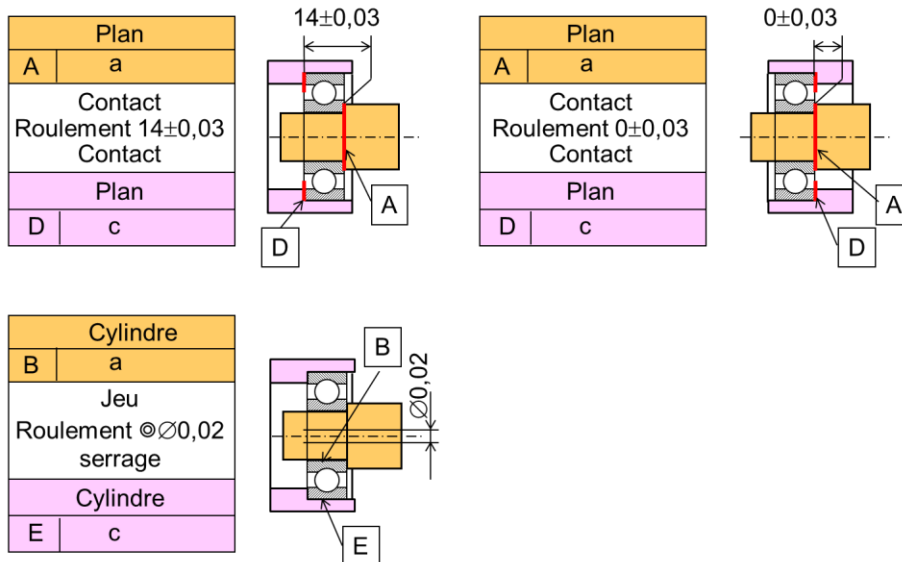 Plan
A a
Contact
Roulement 14±0,03
Contact
Plan
D c
14±0,03
A
D
Plan
A a
Contact
Roulement 0±0,03
Contact
Plan
D c
0±0,03
A
D
Cylindre
B a
Jeu
Roulement ⌾∅0,02
serrage
Cylindre
E c
B
∅0,02
E